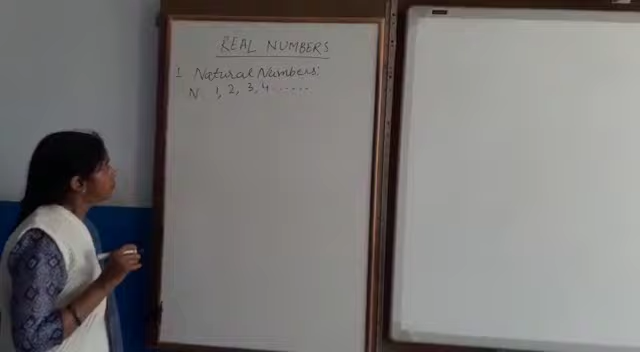 REAL NUMBERS
1 Natural Numbers:
N 1, 2, 3, 4......